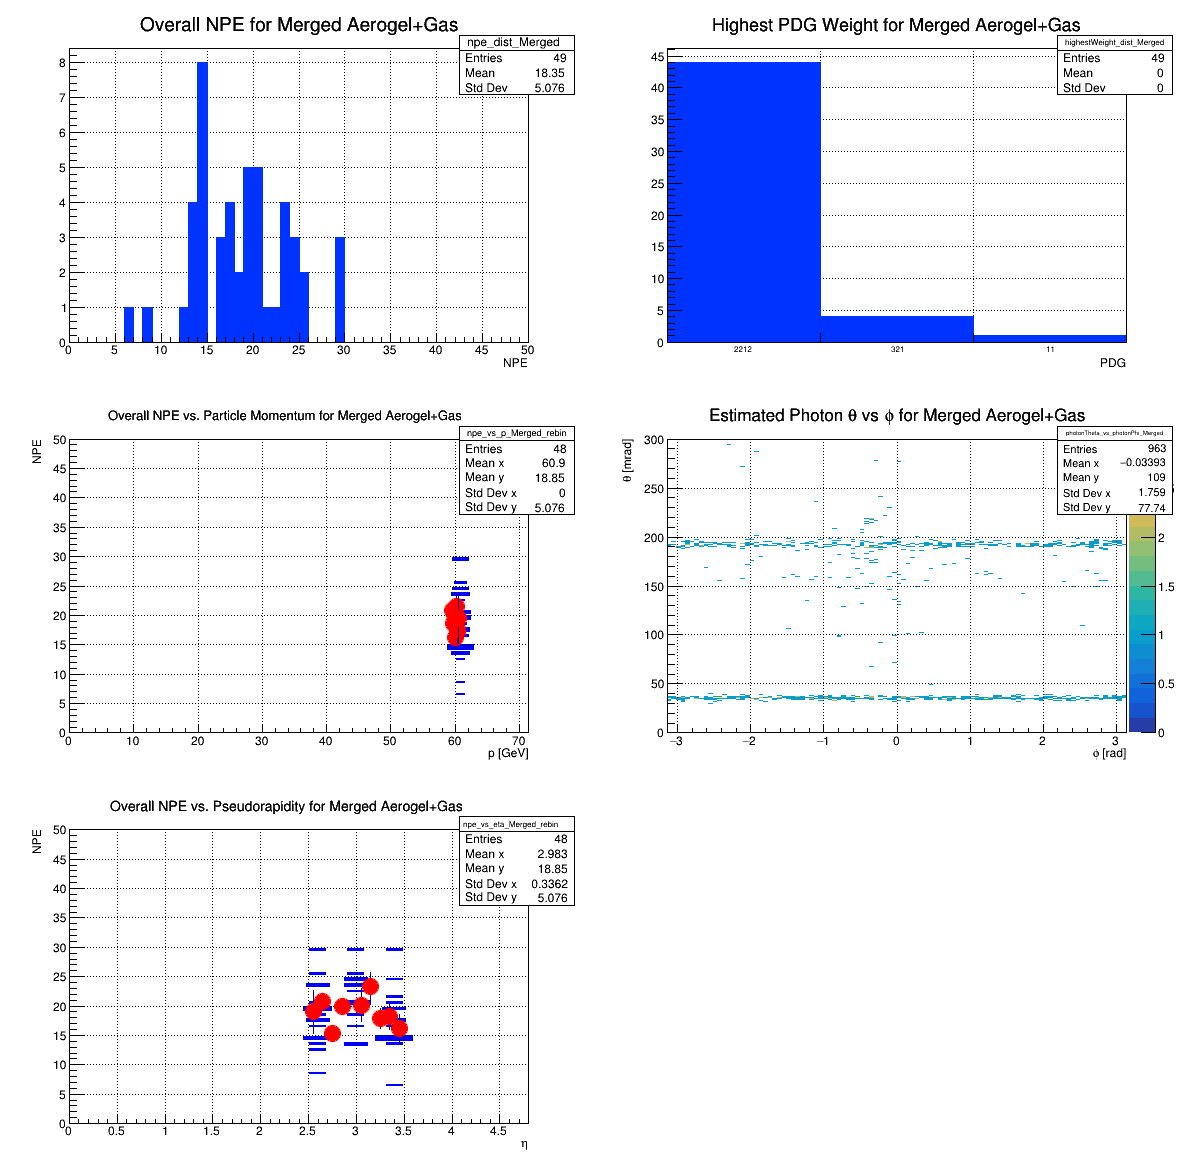 Overall NPE for Merged Aerogel+Gas
npe_dist_Merged
Entries 49
Mean 18.35
Std Dev 5.076
8
7
6
5
4
3
2
1
0
0 5 10 15 20 25 30 35 40 45 50
NPE
Highest PDG Weight for Merged Aerogel+Gas
highestWeight_dist_Merged
Entries 49
Mean 0
Std Dev 0
45
40
35
30
25
20
15
10
5
0
2212 321 11
PDG
Overall NPE vs. Particle Momentum for Merged Aerogel+Gas
NPE
npe_vs_p_Merged_rebin
Entries 48
Mean x 60.9
Mean y 18.85
Std Dev x 0
Std Dev y 5.076
50
45
40
35
30
25
20
15
10
5
0
0 10 20 30 40 50 60 70
p [GeV]
Estimated Photon θ vs ϕ for Merged Aerogel+Gas
θ [mrad]
photonTheta_vs_photonPhi_Merged
Entries 963
Mean x −0.03393
Mean y 109
Std Dev x 1.759
Std Dev y 77.74
300
250
200
150
100
50
0
−3 −2 −1 0 1 2 3
ϕ [rad]
2
1.5
1
0.5
0
Overall NPE vs. Pseudorapidity for Merged Aerogel+Gas
NPE
npe_vs_eta_Merged_rebin
Entries 48
Mean x 2.983
Mean y 18.85
Std Dev x 0.3362
Std Dev y 5.076
50
45
40
35
30
25
20
15
10
5
0
0 0.5 1 1.5 2 2.5 3 3.5 4 4.5
η